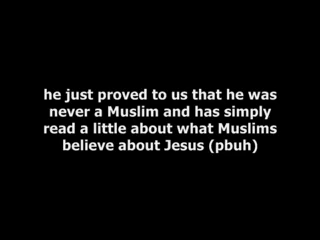 he just proved to us that he was
never a Muslim and has simply
read a little about what Muslims
believe about Jesus (pbuh)